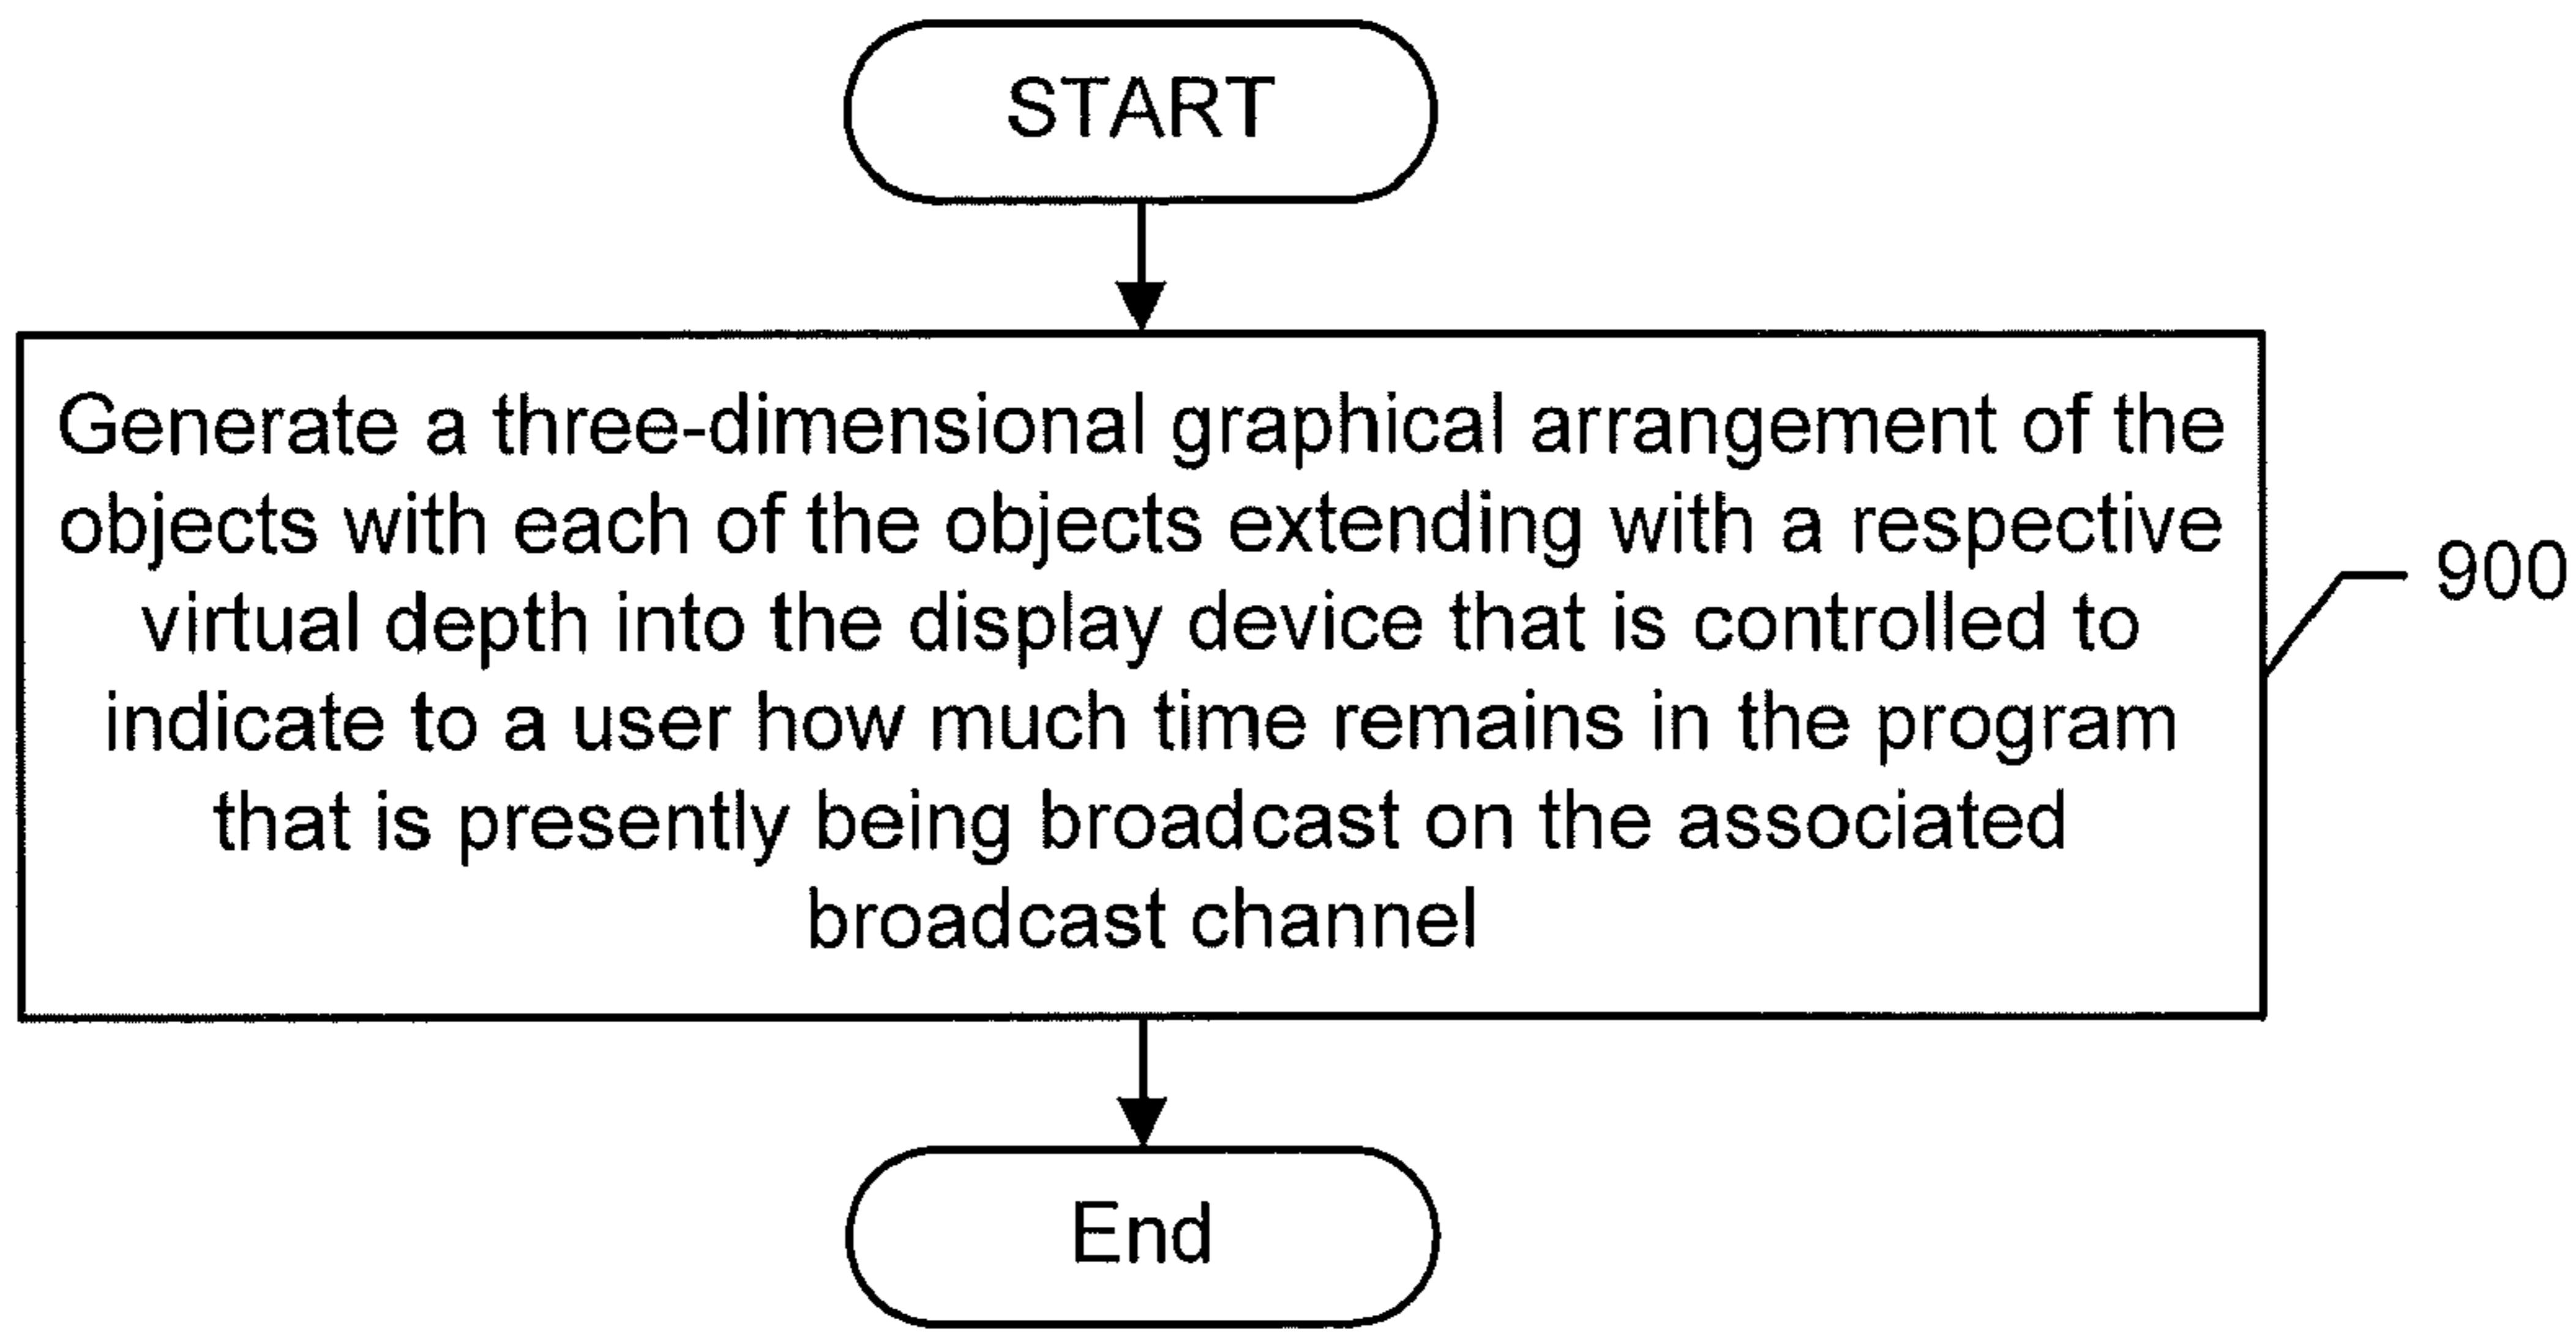 START
Generate a three-dimensional graphical arrangement of the
objects with each of the objects extending with a respective
virtual depth into the display device that is controlled to
indicate to a user how much time remains in the program
that is presently being broadcast on the associated
broadcast channel
900
End